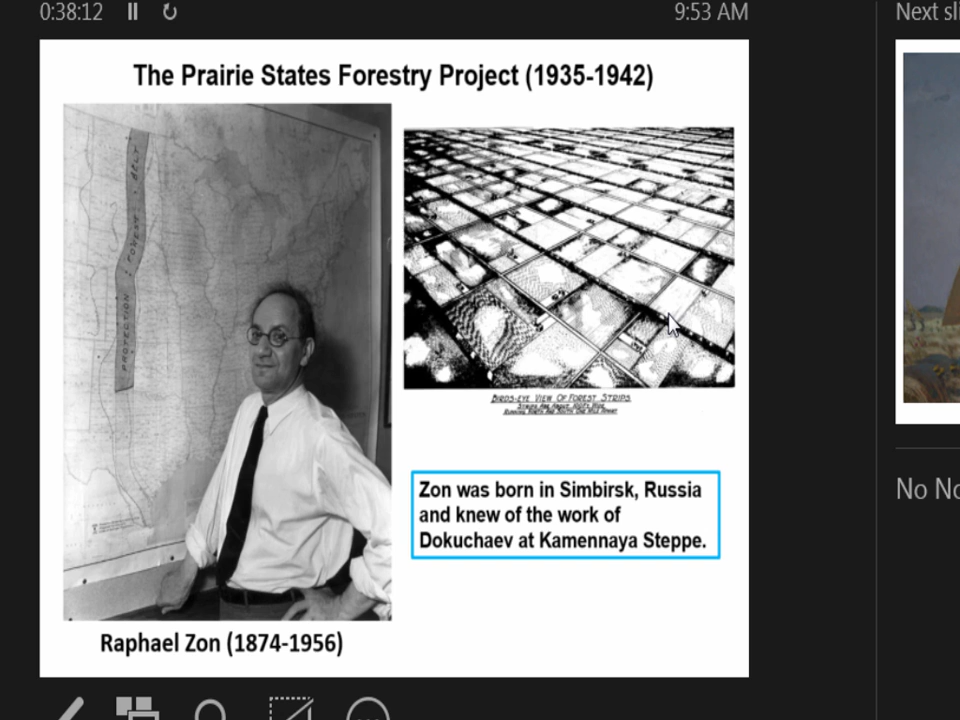 0:38:12
9:53 AM
Next sli
The Prairie States Forestry Project (1935-1942)
PROTECTION : FOREST : BELT
BIRDS-EYE VIEW OF FOREST STRIPS
Zon was born in Simbirsk, Russia
and knew of the work of
Dokuchaev at Kamennaya Steppe.
Raphael Zon (1874-1956)
No No